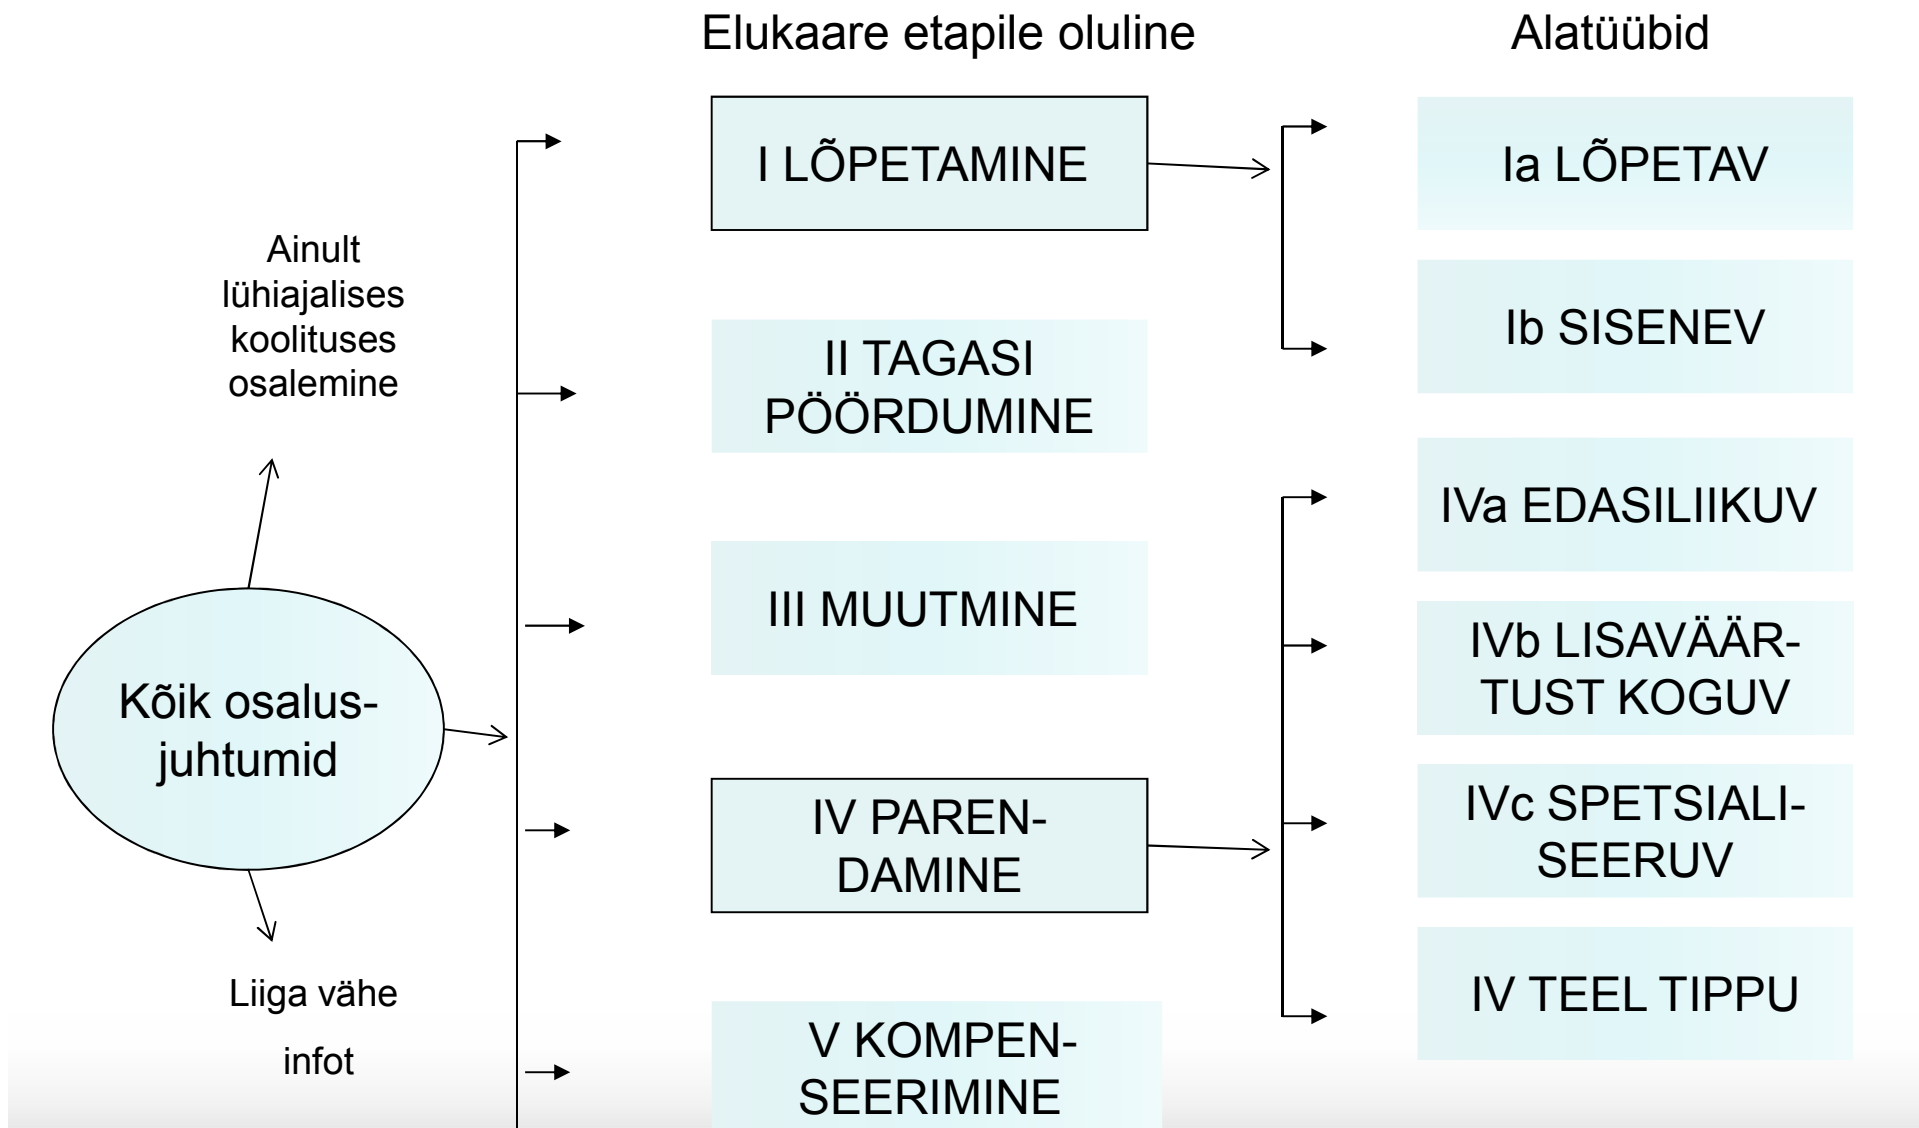 Elukaare etapile oluline
Alatüübid
Ainult
lühiajalises
koolituses
osalemine
Kõik osalus-
juhtumid
Liiga vähe
infot
I LÕPETAMINE
II TAGASI
PÖÖRDUMINE
III MUUTMINE
IV PAREN-
DAMINE
V KOMPEN-
SEERIMINE
Ia LÕPETAV
Ib SISENEV
IVa EDASILIIKUV
IVb LISAVÄÄR-
TUST KOGUV
IVc SPETSIALI-
SEERUV
IV TEEL TIPPU